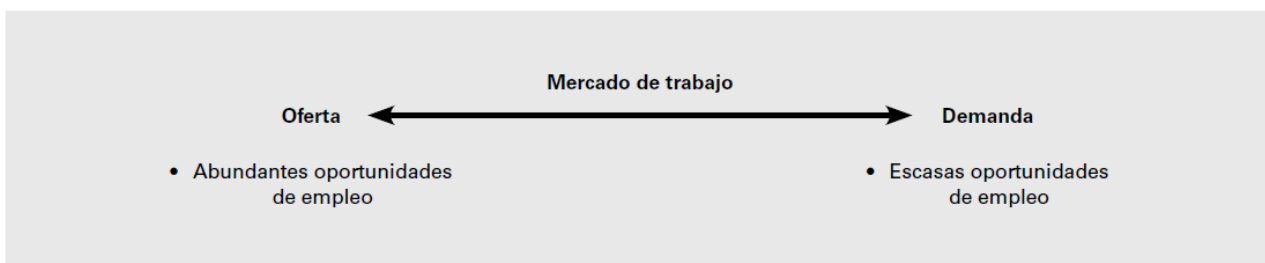 Mercado de trabajo
Oferta
Demanda
• Abundantes oportunidades
de empleo
• Escasas oportunidades
de empleo